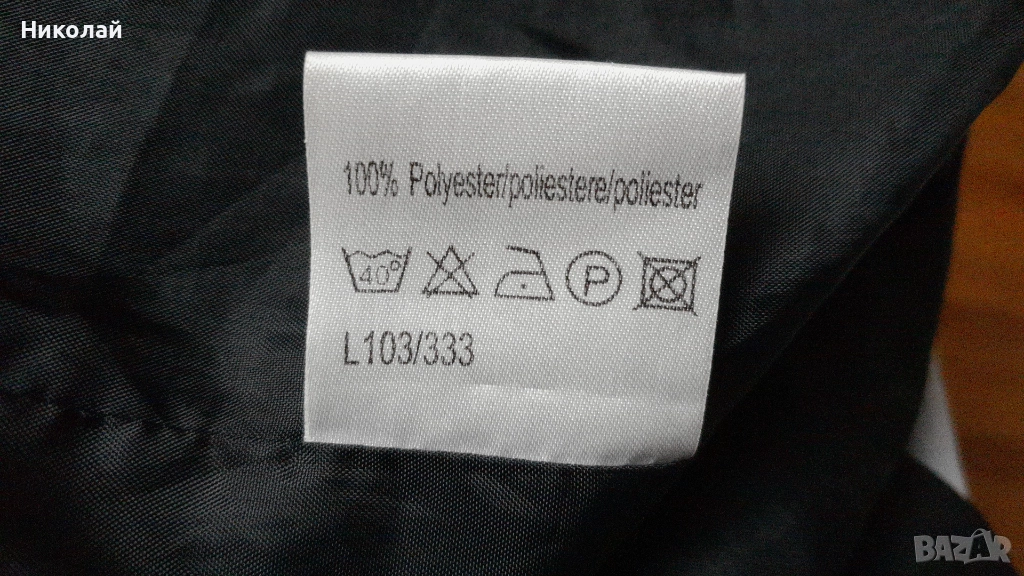 Николай
100% Polyester/poliestere/poliester
40°
P
L103/333
BAZAR